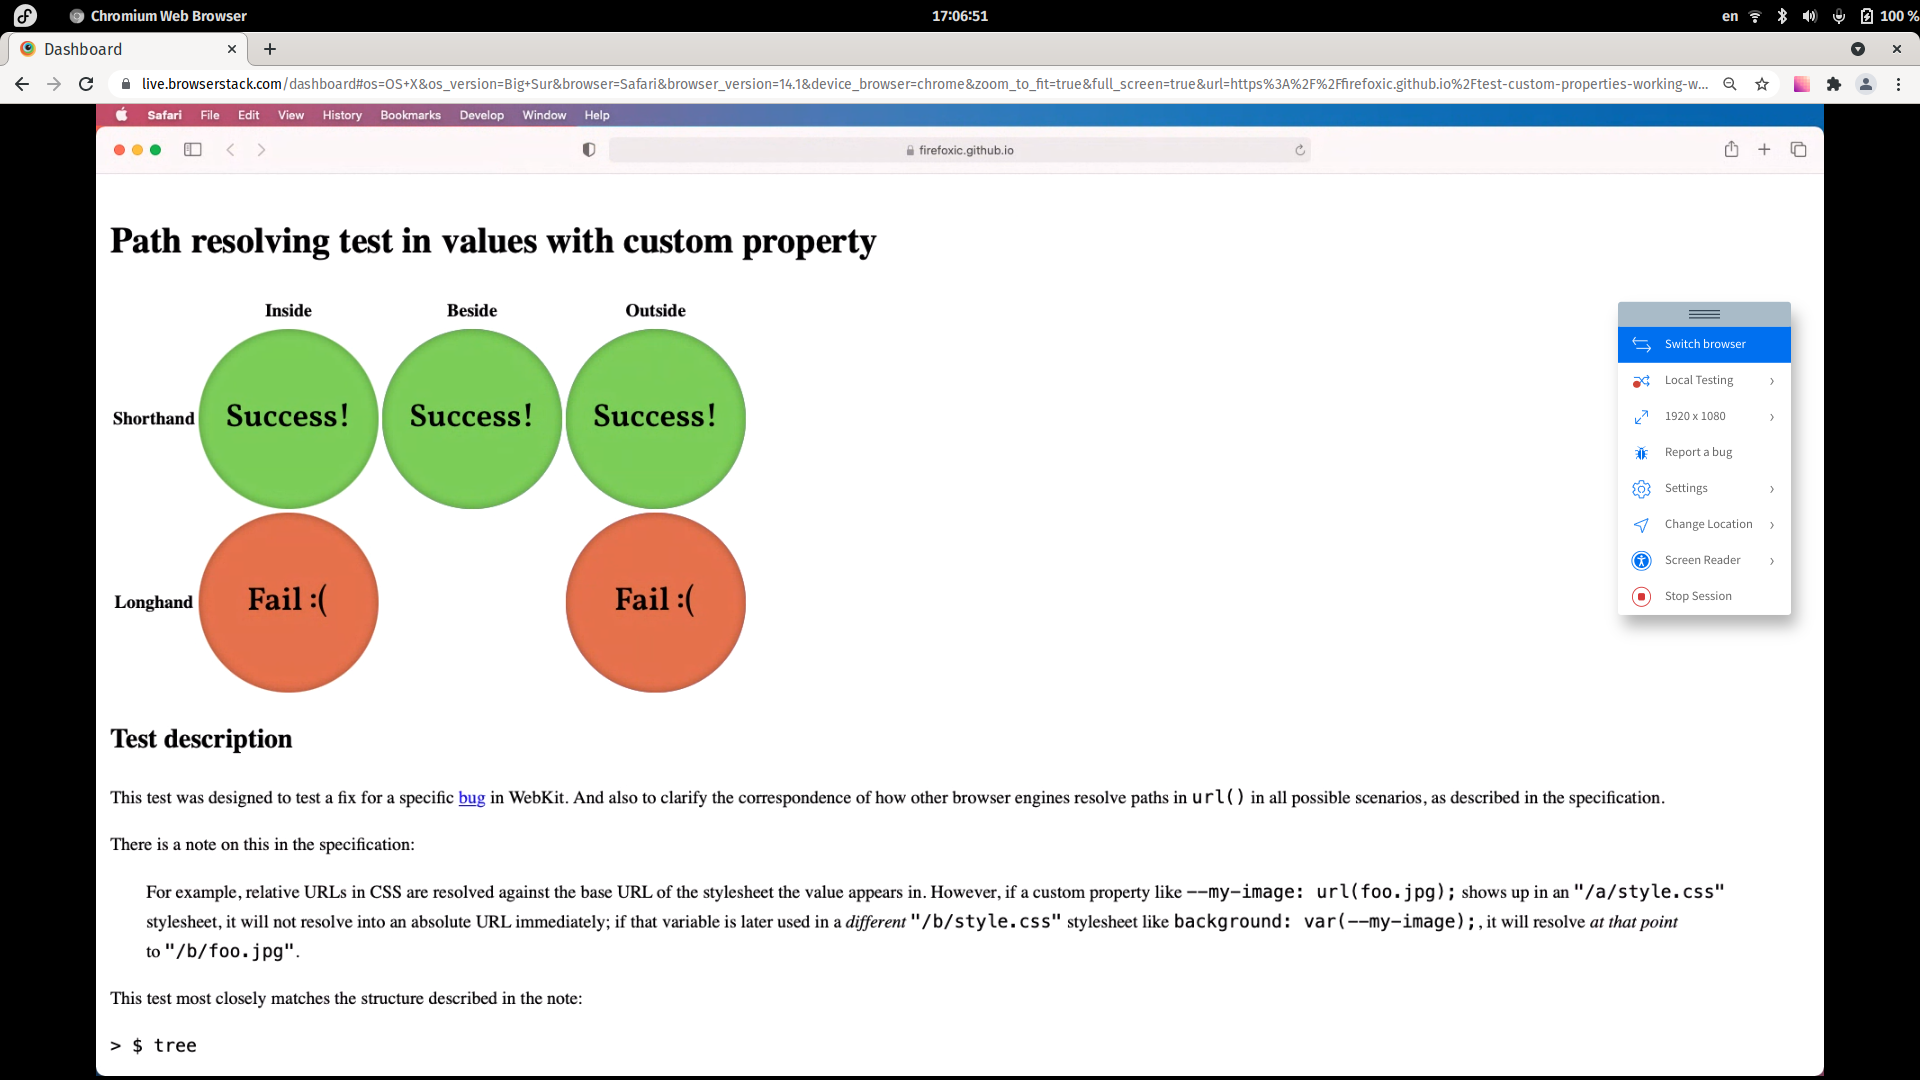 Chromium Web Browser
17:06:51
en
100 %
Dashboard
live.browserstack.com/dashboard#os=OS+X&os_version=Big+Sur&browser=Safari&browser_version=14.1&device_browser=chrome&zoom_to_fit=true&full_screen=true&url=https%3A%2F%2Ffirefoxic.github.io%2Ftest-custom-properties-working-w...
Safari File Edit View History Bookmarks Develop Window Help
firefoxic.github.io
Path resolving test in values with custom property
Inside Beside Outside
Shorthand Success! Success! Success!
Longhand Fail :( Fail :(
Switch browser
Local Testing
1920 x 1080
Report a bug
Settings
Change Location
Screen Reader
Stop Session
Test description
This test was designed to test a fix for a specific bug in WebKit. And also to clarify the correspondence of how other browser engines resolve paths in url() in all possible scenarios, as described in the specification.
There is a note on this in the specification:
For example, relative URLs in CSS are resolved against the base URL of the stylesheet the value appears in. However, if a custom property like --my-image: url(foo.jpg); shows up in an "/a/style.css"
stylesheet, it will not resolve into an absolute URL immediately; if that variable is later used in a different "/b/style.css" stylesheet like background: var(--my-image);, it will resolve at that point
to "/b/foo.jpg".
This test most closely matches the structure described in the note:
> $ tree